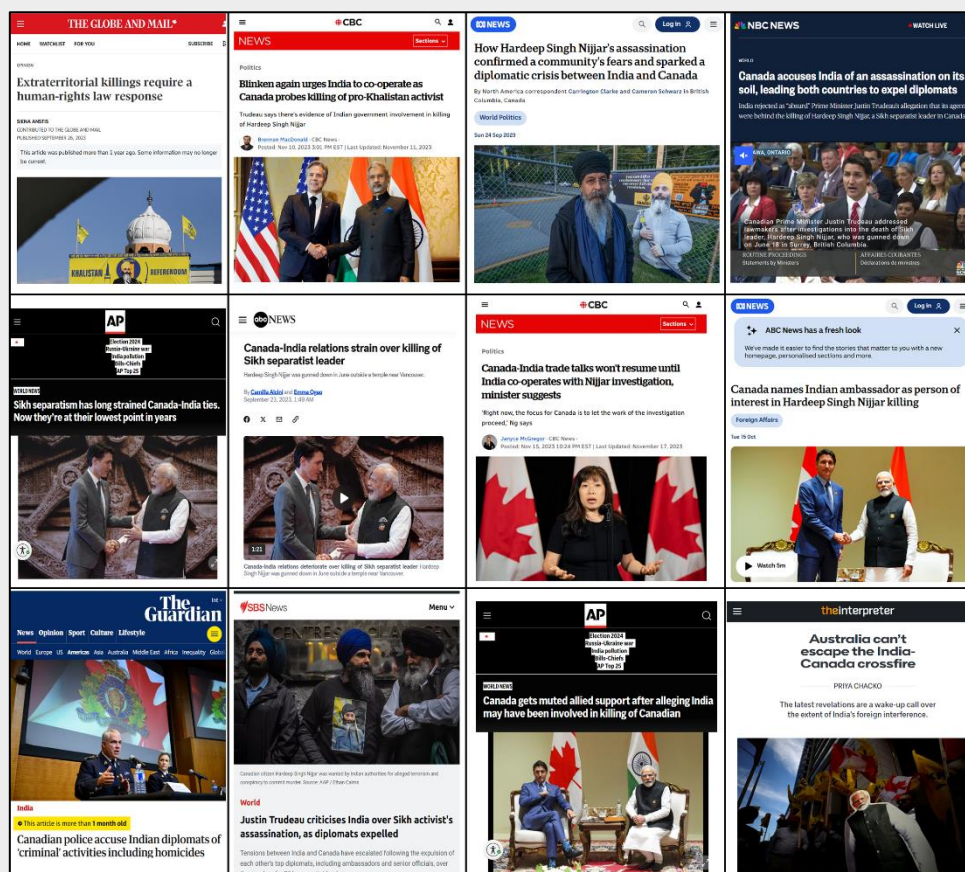 THE GLOBE AND MAIL*
HOME WATCHLIST FOR YOU SUBSCRIBE
OPINION
Extraterritorial killings require a
human-rights law response
SIENA ANSTIS
CONTRIBUTED TO THE GLOBE AND MAIL
PUBLISHED SEPTEMBER 26, 2023
This article was published more than 1 year ago. Some information may no longer
be current.
KHALISTAN REFERENDUM
CBC
NEWS
Sections
Politics
Blinken again urges India to co-operate as
Canada probes killing of pro-Khalistan activist
Trudeau says there's evidence of Indian government involvement in killing
of Hardeep Singh Nijjar
Brennan MacDonald · CBC News ·
Posted: Nov 10, 2023 5:01 PM EST | Last Updated: November 11, 2023
NEWS
Log in
How Hardeep Singh Nijjar's assassination
confirmed a community's fears and sparked a
diplomatic crisis between India and Canada
By North America correspondent Carrington Clarke and Cameron Schwarz in British
Columbia, Canada
World Politics
Sun 24 Sep 2023
NBC NEWS
WATCH LIVE
WORLD
Canada accuses India of an assassination on its
soil, leading both countries to expel diplomats
India rejected as "absurd" Prime Minister Justin Trudeau's allegation that its agents
were behind the killing of Hardeep Singh Nijjar, a Sikh separatist leader in Canada
ONTARIO
Canadian Prime Minister Justin Trudeau addressed
lawmakers after investigations into the death of Sikh
leader, Hardeep Singh Nijjar, who was gunned down
on June 18 in Surrey, British Columbia.
ROUTINE PROCEEDINGS
Statements by Ministers
AFFAIRES COURANTES
Déclarations de ministres
AP
Election 2024
Russia-Ukraine war
India pollution
Bills-Chiefs
AP Top 25
WORLD NEWS
Sikh separatism has long strained Canada-India ties.
Now they're at their lowest point in years
abc NEWS
Canada-India relations strain over killing of
Sikh separatist leader
Hardeep Singh Nijjar was gunned down in June outside a temple near Vancouver.
By Camilla Alcini and Emma Ogao
September 21, 2023, 1:49 AM
1:21
Canada-India relations deteriorate over killing of Sikh separatist leader Hardeep
Singh Nijjar was gunned down in June outside a temple near Vancouver.
CBC
NEWS
Sections
Politics
Canada-India trade talks won't resume until
India co-operates with Nijjar investigation,
minister suggests
'Right now, the focus for Canada is to let the work of the investigation
proceed,' Ng says
Janyce McGregor · CBC News ·
Posted: Nov 15, 2023 10:24 PM EST | Last Updated: November 17, 2023
NEWS
Log in
ABC News has a fresh look
We've made it easier to find the stories that matter to you with a new
homepage, personalised sections and more.
Canada names Indian ambassador as person of
interest in Hardeep Singh Nijjar killing
Foreign Affairs
Tue 15 Oct
Watch 5m
The
Guardian
Int
News Opinion Sport Culture Lifestyle
World Europe US Americas Asia Australia Middle East Africa Inequality Glob
India
This article is more than 1 month old
Canadian police accuse Indian diplomats of
'criminal' activities including homicides
SBS News
Menu
Canadian citizen Hardeep Singh Nijjar was wanted by Indian authorities for alleged terrorism and
conspiracy to commit murder. Source: AAP / Ethan Cairns
World
Justin Trudeau criticises India over Sikh activist's
assassination, as diplomats expelled
Tensions between India and Canada have escalated following the expulsion of
each other's top diplomats, including ambassadors and senior officials, over
AP
Election 2024
Russia-Ukraine war
India pollution
Bills-Chiefs
AP Top 25
WORLD NEWS
Canada gets muted allied support after alleging India
may have been involved in killing of Canadian
theinterpreter
Australia can't
escape the India-
Canada crossfire
PRIYA CHACKO
The latest revelations are a wake-up call over
the extent of India's foreign interference.